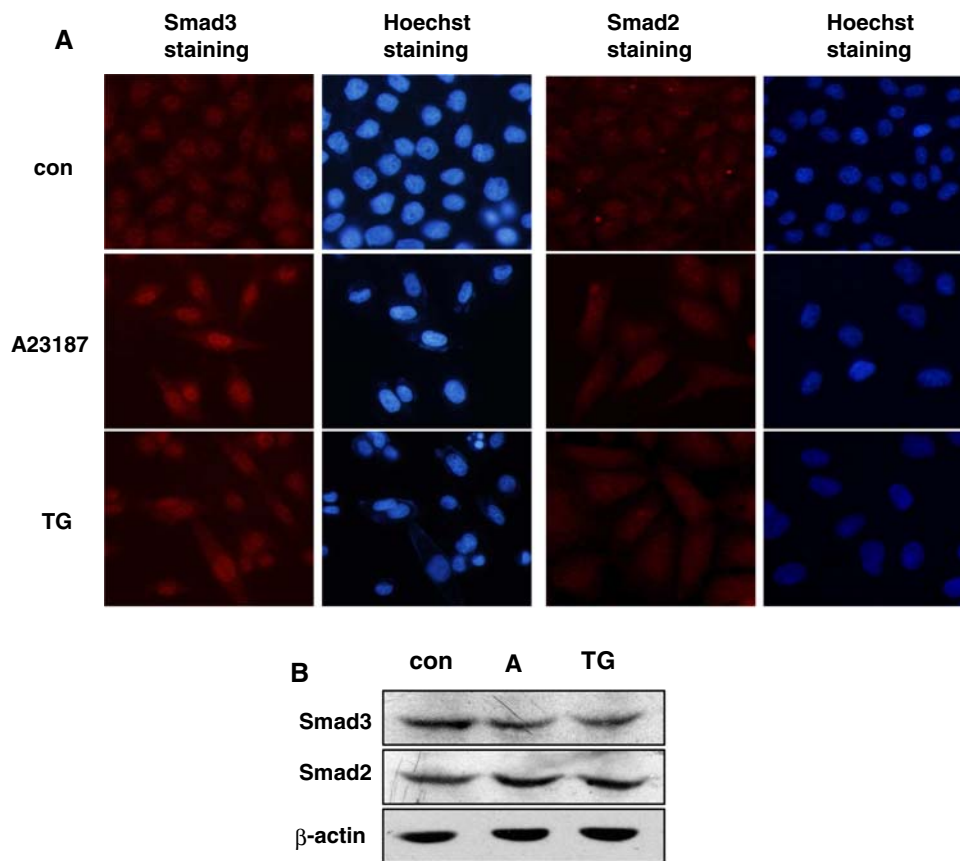 A
Smad3 staining
Hoechst staining
Smad2 staining
Hoechst staining
con
A23187
TG
B
con A TG
Smad3
Smad2
β-actin